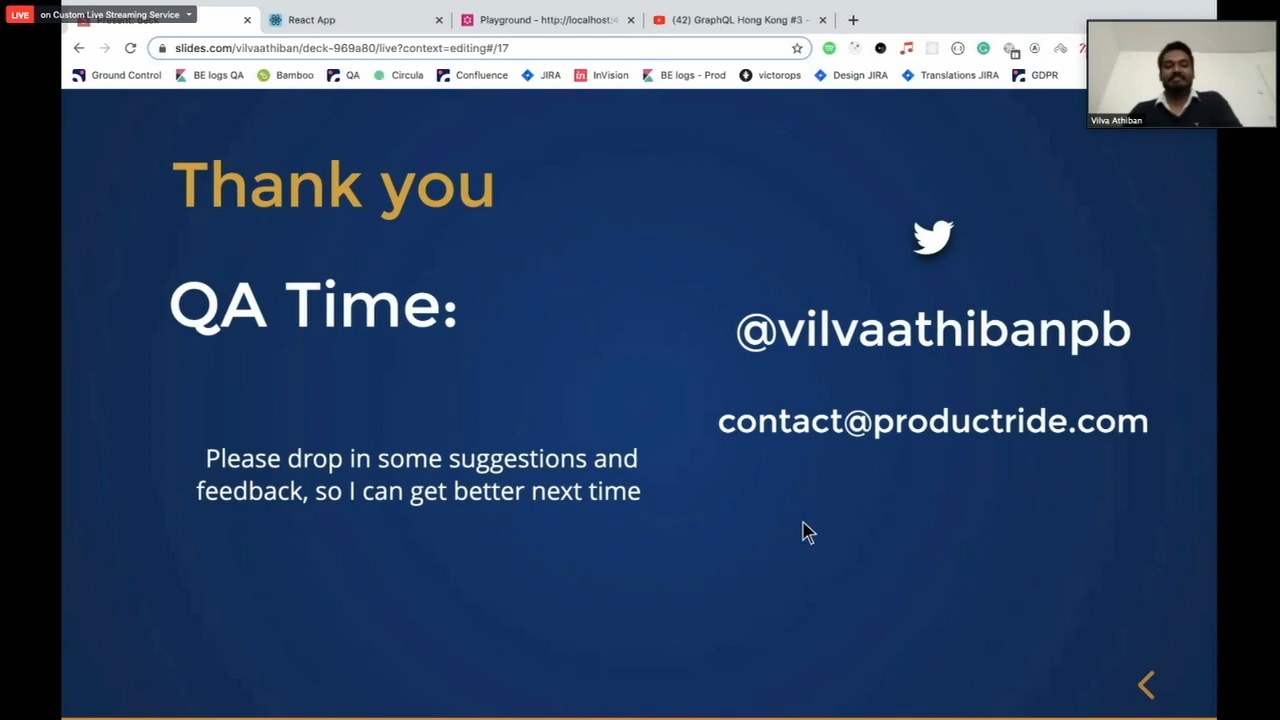 LIVE on Custom Live Streaming Service
React App
Playground - http://localhost:4
(42) GraphQL Hong Kong #3 -
slides.com/vilvaathiban/deck-969a80/live?context=editing#/17
Ground Control BE logs QA Bamboo QA Circula Confluence JIRA InVision BE logs - Prod victorops Design JIRA Translations JIRA GDPR
Vilva Athiban
Thank you
QA Time:
Please drop in some suggestions and
feedback, so I can get better next time
@vilvaathibanpb
contact@productride.com